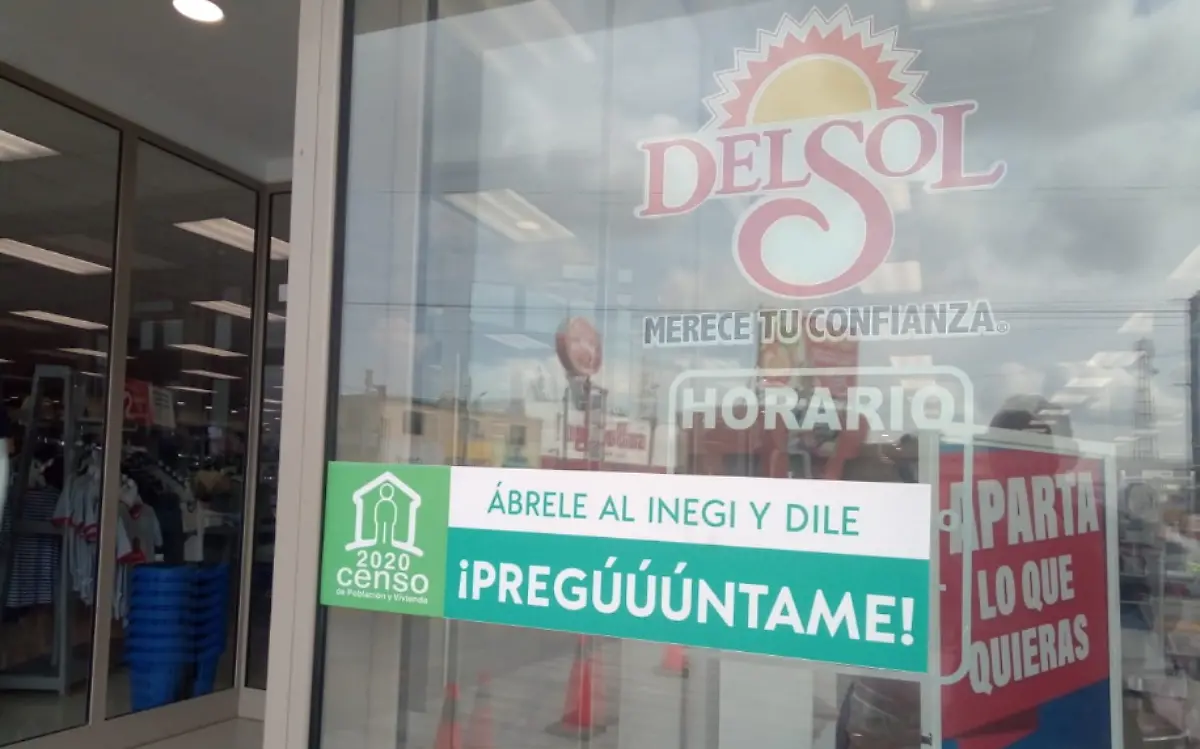 DELSOL
MERECE TU CONFIANZA
HORARIO
ÁBRELE AL INEGI Y DILE
¡PREGÚÚÚNTAME!
2020
censo
de Población y Vivienda
APARTA
LO QUE
QUIERAS